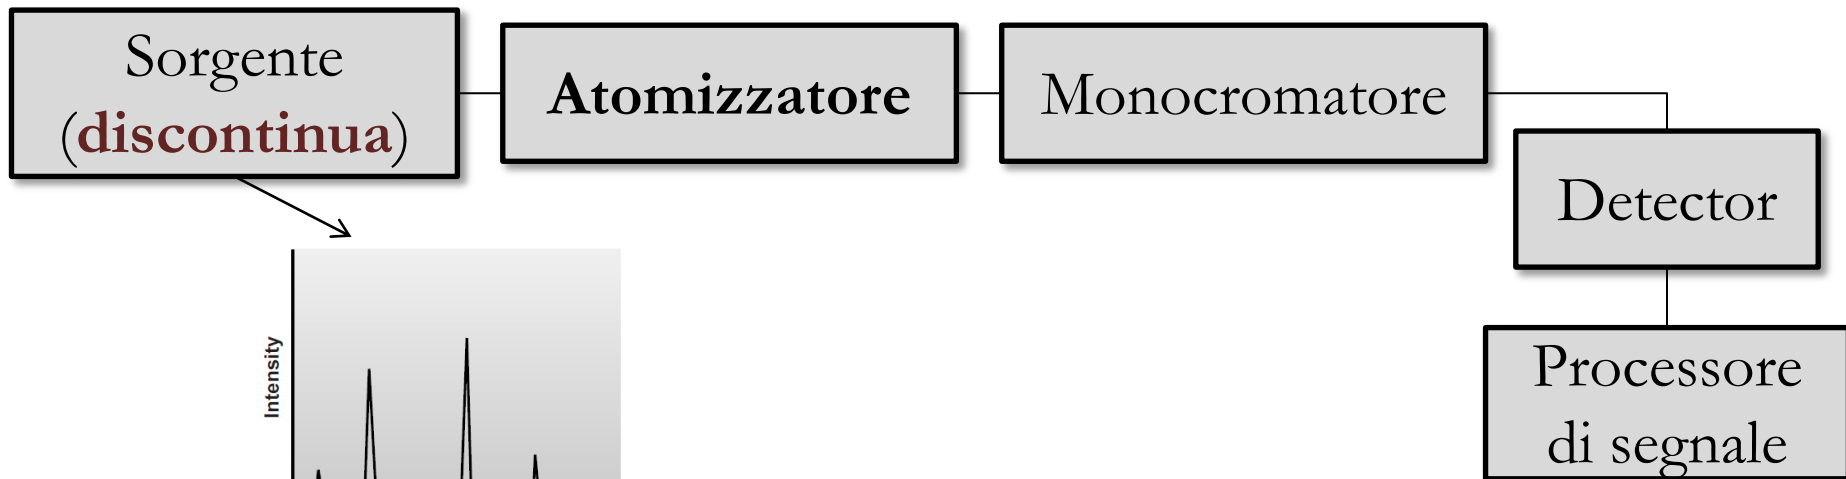 Sorgente
(discontinua)
Atomizzatore
Monocromatore
Detector
Processore
di segnale
Intensity